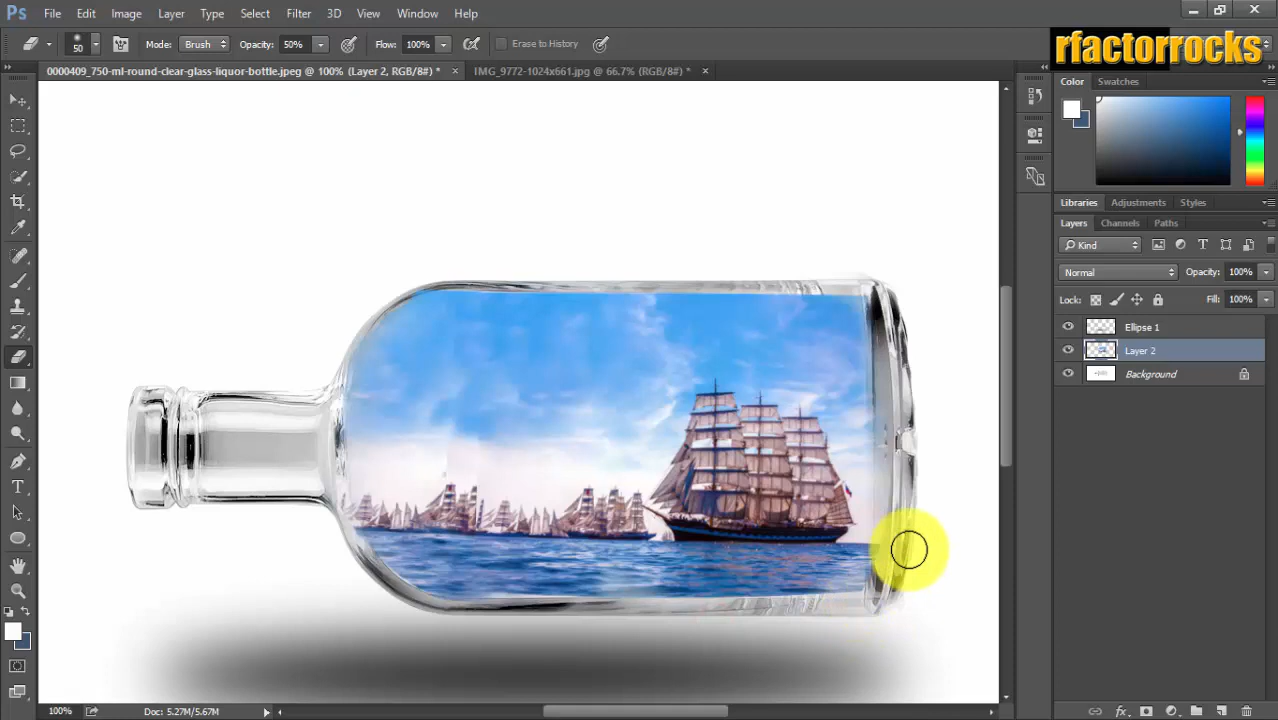 Ps File Edit Image Layer Type Select Filter 3D View Window Help
50 Mode: Brush Opacity: 50% Flow: 100% Erase to History
rfactorrocks
0000409_750-ml-round-clear-glass-liquor-bottle.jpeg @ 100% (Layer 2, RGB/8#) * × IMG_9772-1024x661.jpg @ 66.7% (RGB/8#) * ×
Color Swatches
Libraries Adjustments Styles
Layers Channels Paths
Kind
Normal Opacity: 100%
Lock: Fill: 100%
Ellipse 1
Layer 2
Background
100% Doc: 5.27M/5.67M